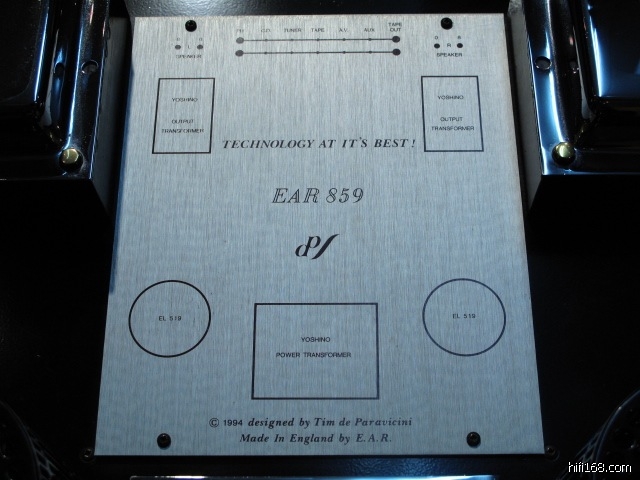 TAPE
PH C.D. TUNER TAPE A.V. AUX OUT
L
SPEAKER
R
SPEAKER
YOSHINO
OUTPUT
TRANSFORMER
YOSHINO
OUTPUT
TRANSFORMER
TECHNOLOGY AT IT'S BEST!
EAR 859
EL 519
EL 519
YOSHINO
POWER TRANSFORMER
© 1994 designed by Tim de Paravicini
Made In England by E.A.R.
hifi168.com